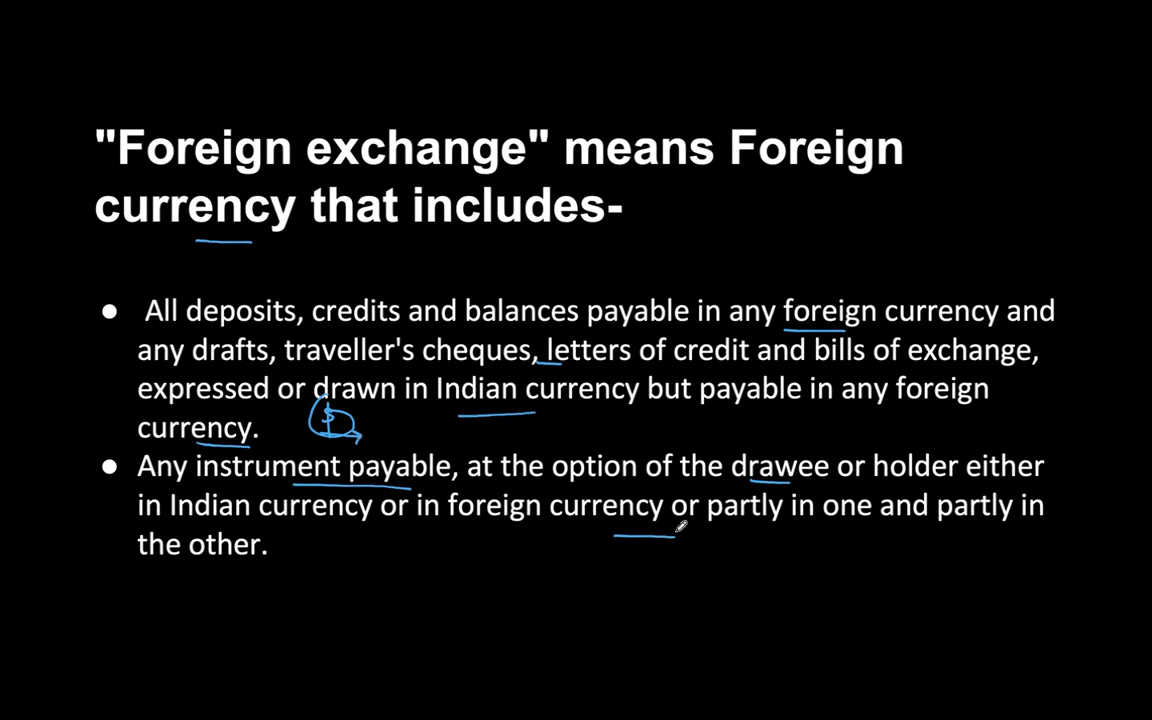 "Foreign exchange" means Foreign
currency that includes-
● All deposits, credits and balances payable in any foreign currency and
any drafts, traveller's cheques, letters of credit and bills of exchange,
expressed or drawn in Indian currency but payable in any foreign
currency.
$
● Any instrument payable, at the option of the drawee or holder either
in Indian currency or in foreign currency or partly in one and partly in
the other.